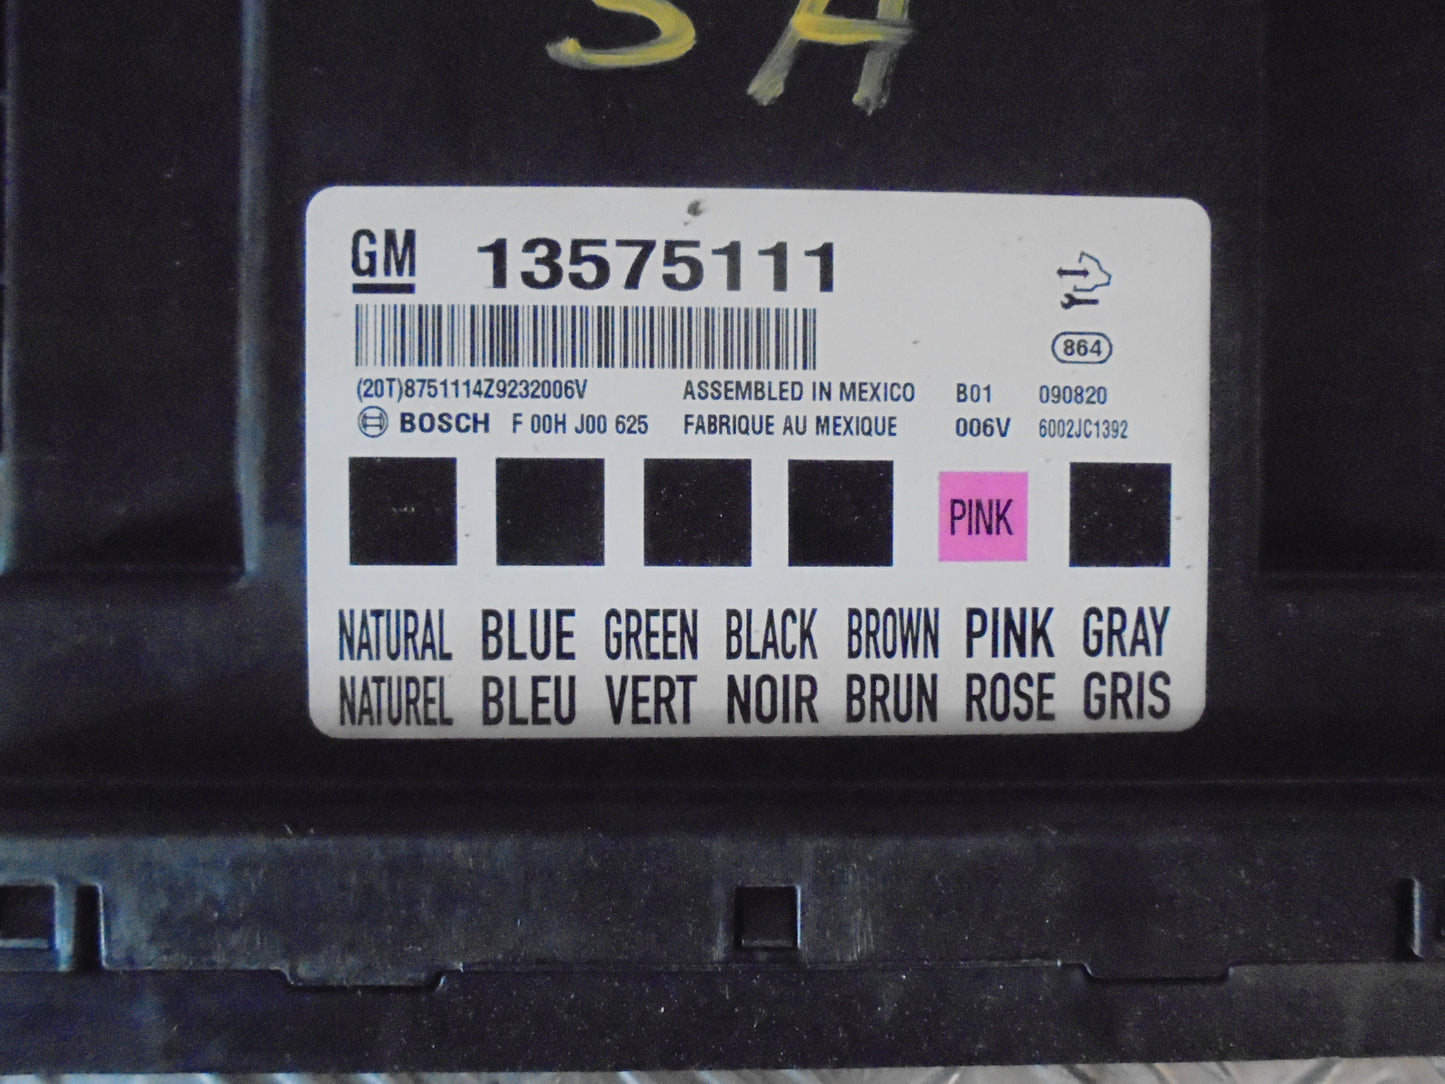 SA
GM 13575111
864
(20T)8751114Z9232006V ASSEMBLED IN MEXICO B01 090820
BOSCH F 00H J00 625 FABRIQUE AU MEXIQUE 006V 6002JC1392
PINK
NATURAL BLUE GREEN BLACK BROWN PINK GRAY
NATUREL BLEU VERT NOIR BRUN ROSE GRIS